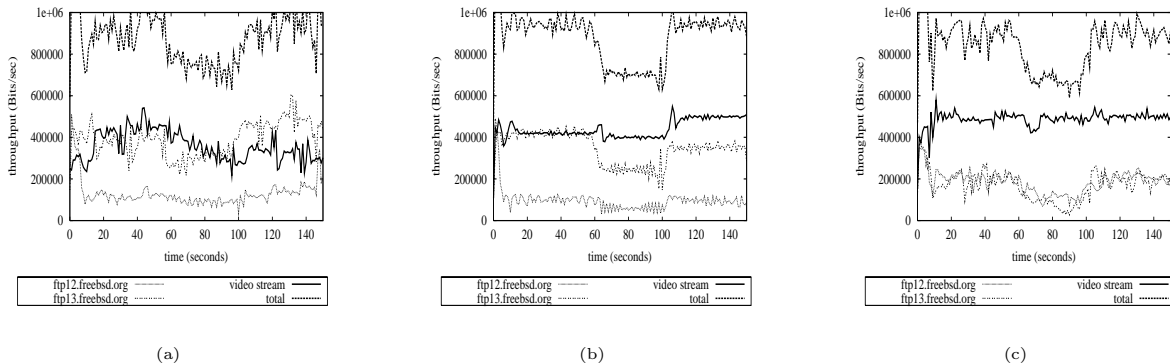 1e+06
800000
600000
400000
200000
0
throughput (Bits/sec)
0 20 40 60 80 100 120 140
time (seconds)
ftp12.freebsd.org video stream
ftp13.freebsd.org total
(a)
1e+06
800000
600000
400000
200000
0
throughput (Bits/sec)
0 20 40 60 80 100 120 140
time (seconds)
ftp12.freebsd.org video stream
ftp13.freebsd.org total
(b)
1e+06
800000
600000
400000
200000
0
throughput (Bits/sec)
0 20 40 60 80 100 120 140
time (seconds)
ftp12.freebsd.org video stream
ftp13.freebsd.org total
(c)